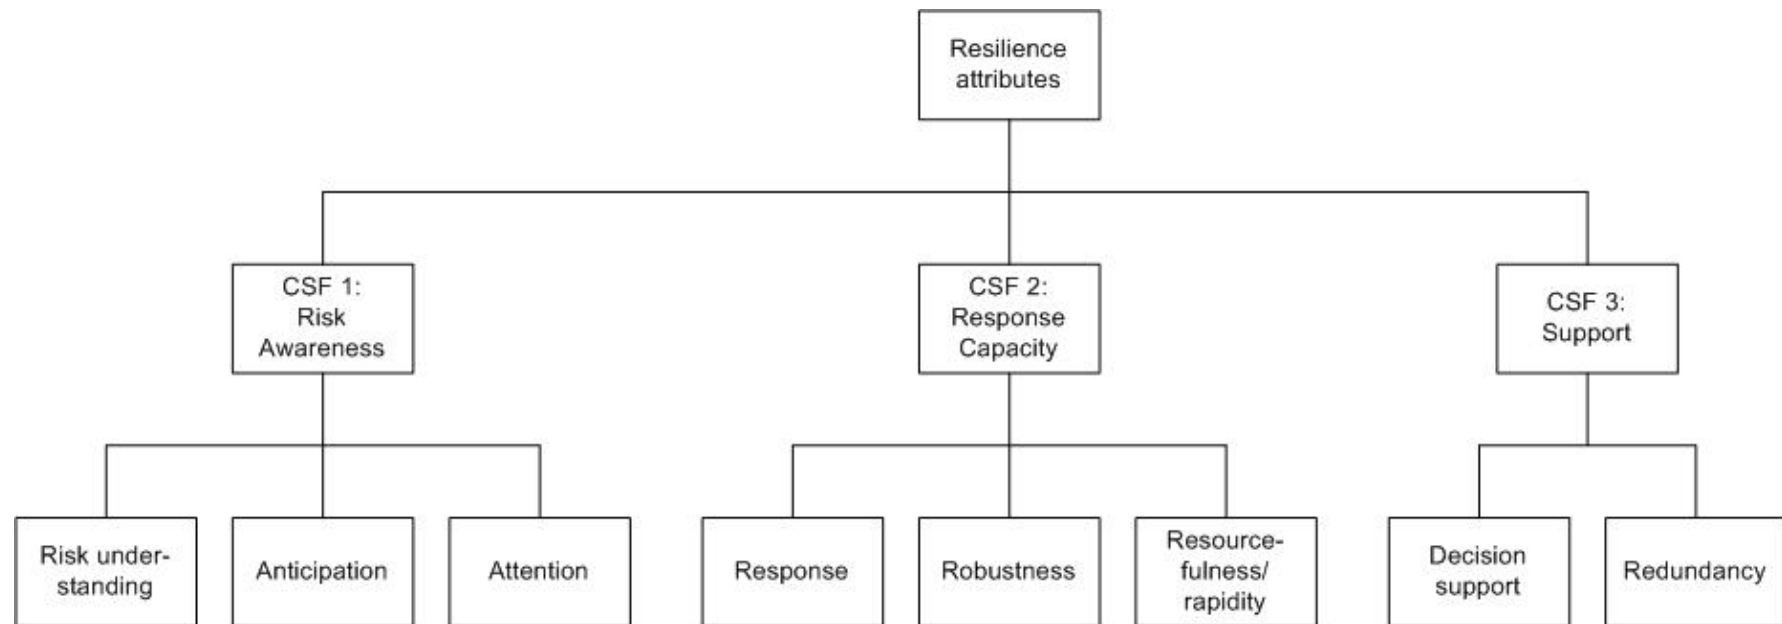 Resilience
attributes
CSF 1:
Risk
Awareness
CSF 2:
Response
Capacity
CSF 3:
Support
Risk under-
standing
Anticipation
Attention
Response
Robustness
Resource-
fulness/
rapidity
Decision
support
Redundancy